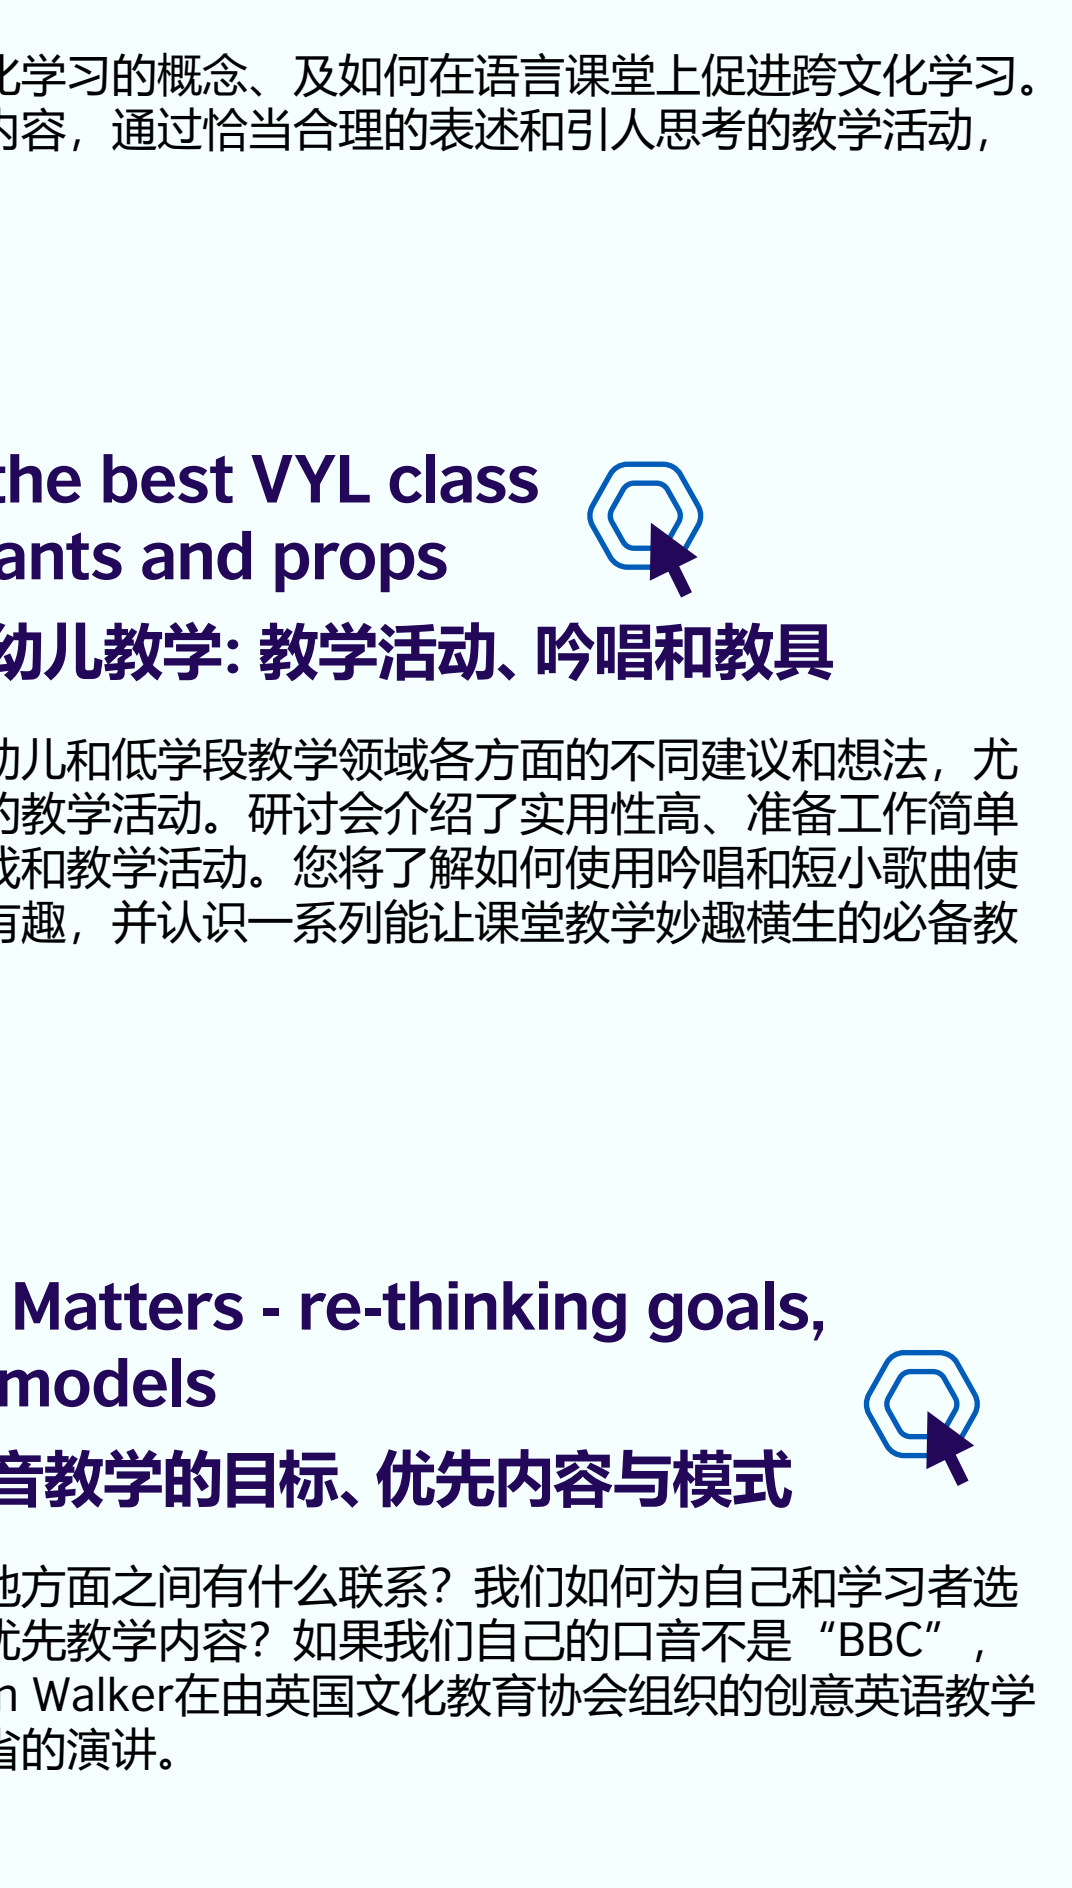 化学习的概念、及如何在语言课堂上促进跨文化学习。
内容，通过恰当合理的表述和引人思考的教学活动，
the best VYL class
ants and props
幼儿教学: 教学活动、吟唱和教具
幼儿和低学段教学领域各方面的不同建议和想法，尤
的教学活动。研讨会介绍了实用性高、准备工作简单
戏和教学活动。您将了解如何使用吟唱和短小歌曲使
有趣，并认识一系列能让课堂教学妙趣横生的必备教
Matters - re-thinking goals,
models
音教学的目标、优先内容与模式
他方面之间有什么联系？我们如何为自己和学习者选
优先教学内容？如果我们自己的口音不是“BBC”，
n Walker在由英国文化教育协会组织的创意英语教学
省的演讲。